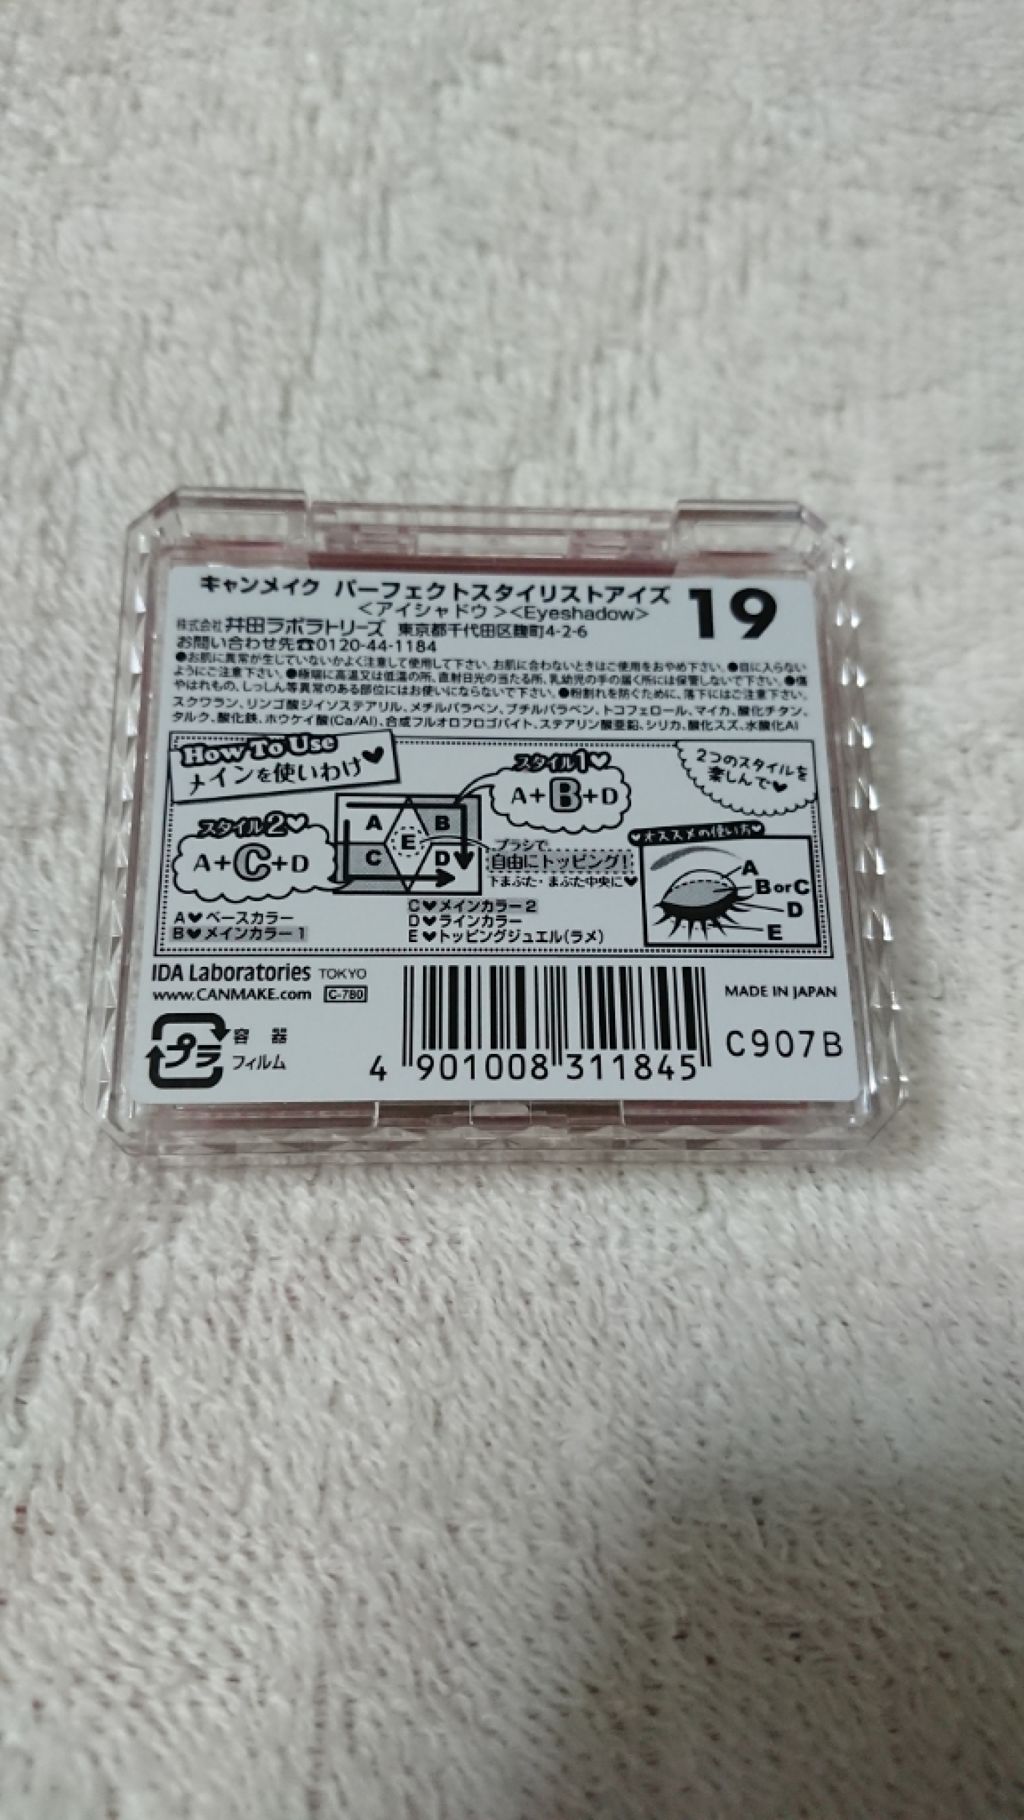 キャンメイク パーフェクトスタイリストアイズ 19
＜アイシャドウ＞＜Eyeshadow＞
株式会社 井田ラボラトリーズ 東京都千代田区麹町4-2-6
お問い合わせ先☎0120-44-1184
●お肌に異常が生じていないかよく注意して使用して下さい。お肌に合わないときはご使用をおやめ下さい。●目に入らない
ようにご注意下さい。●極端に高温又は低温の所、直射日光の当たる所、乳幼児の手の届く所には保管しないで下さい。●傷
やはれもの、しっしん等異常のある部位にはお使いにならないで下さい。●粉割れを防ぐために、落下にはご注意下さい。
スクワラン、リンゴ酸ジイソステアリル、メチルパラベン、ブチルパラベン、トコフェロール、マイカ、酸化チタン、
タルク、酸化鉄、ホウケイ酸(Ca/Al)、合成フルオロフロゴパイト、ステアリン酸亜鉛、シリカ、酸化スズ、水酸化Al
How To Use
メインを使いわけ♥
スタイル1♥
A+B+D
2つのスタイルを
楽しんで♥
スタイル2♥
A+C+D
A B
E
C D
ブラシで
自由にトッピング！
下まぶた・まぶた中央に♥
♥オススメの使い方♥
A
B or C
D
E
A♥ベースカラー
B♥メインカラー1
C♥メインカラー2
D♥ラインカラー
E♥トッピングジュエル(ラメ)
IDA Laboratories TOKYO
www.CANMAKE.com C-780
MADE IN JAPAN
プラ
容 器
フィルム
4 901008 311845
C907B